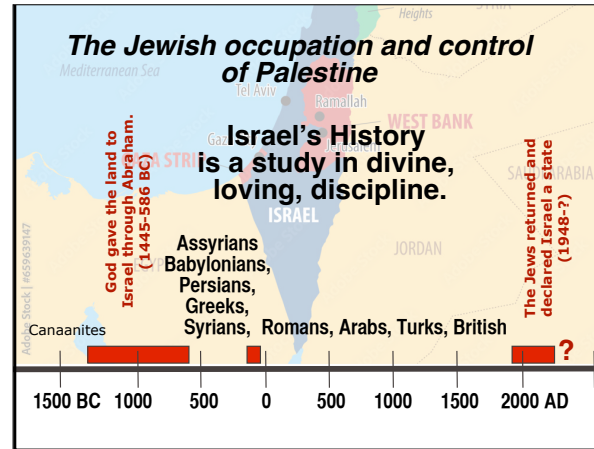 The Jewish occupation and control
of Palestine
Heights
Mediterranean Sea
Tel Aviv
Ramallah
WEST BANK
Jerusalem
Israel's History
is a study in divine,
loving, discipline.
God gave the land to
Israel through Abraham.
(1445-586 BC)
The Jews returned and
declared Israel a state
(1948-?)
ISRAEL
JORDAN
Assyrians
Babylonians,
Persians,
Greeks,
Syrians, Romans, Arabs, Turks, British
Adobe Stock | #659639147
Canaanites
?
1500 BC 1000 500 0 500 1000 1500 2000 AD